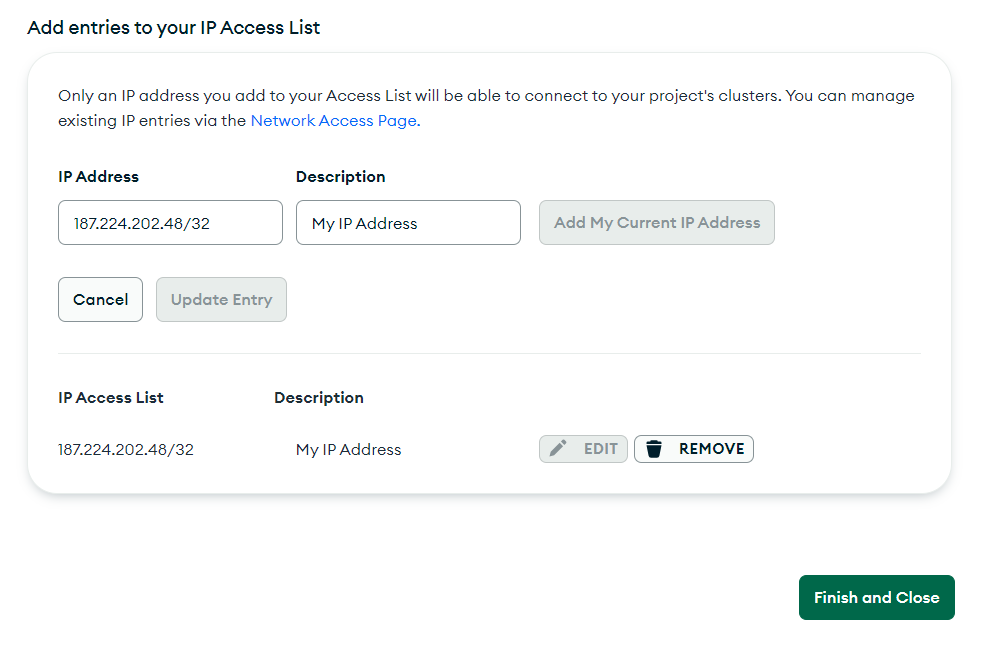 Add entries to your IP Access List
Only an IP address you add to your Access List will be able to connect to your project's clusters. You can manage
existing IP entries via the Network Access Page.
IP Address Description
187.224.202.48/32 My IP Address Add My Current IP Address
Cancel Update Entry
IP Access List Description
187.224.202.48/32 My IP Address EDIT REMOVE
Finish and Close